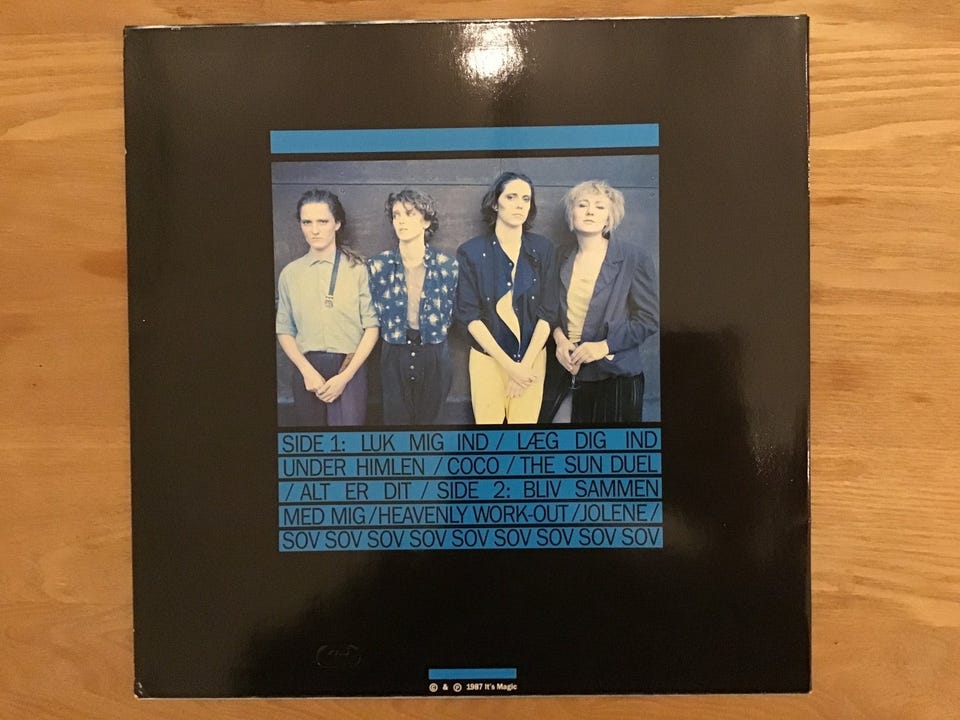 SIDE 1: LUK MIG IND / LÆG DIG IND
UNDER HIMLEN / COCO / THE SUN DUEL
/ ALT ER DIT / SIDE 2: BLIV SAMMEN
MED MIG / HEAVENLY WORK-OUT / JOLENE /
SOV SOV SOV SOV SOV SOV SOV SOV SOV
© & ℗ 1987 It's Magic